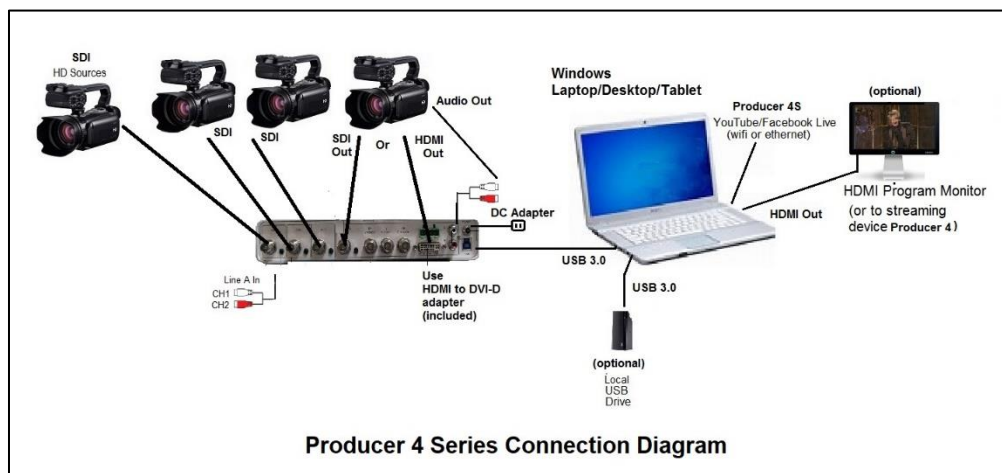 SDI
HD Sources
SDI
SDI
SDI
Out
Or
HDMI
Out
Audio Out
DC Adapter
Line A In
CH1
CH2
Use
HDMI to DVI-D
adapter
(included)
USB 3.0
Windows
Laptop/Desktop/Tablet
Producer 4S
YouTube/Facebook Live
(wifi or ethernet)
(optional)
HDMI Program Monitor
(or to streaming
device Producer 4)
HDMI Out
USB 3.0
(optional)
Local
USB
Drive
Producer 4 Series Connection Diagram